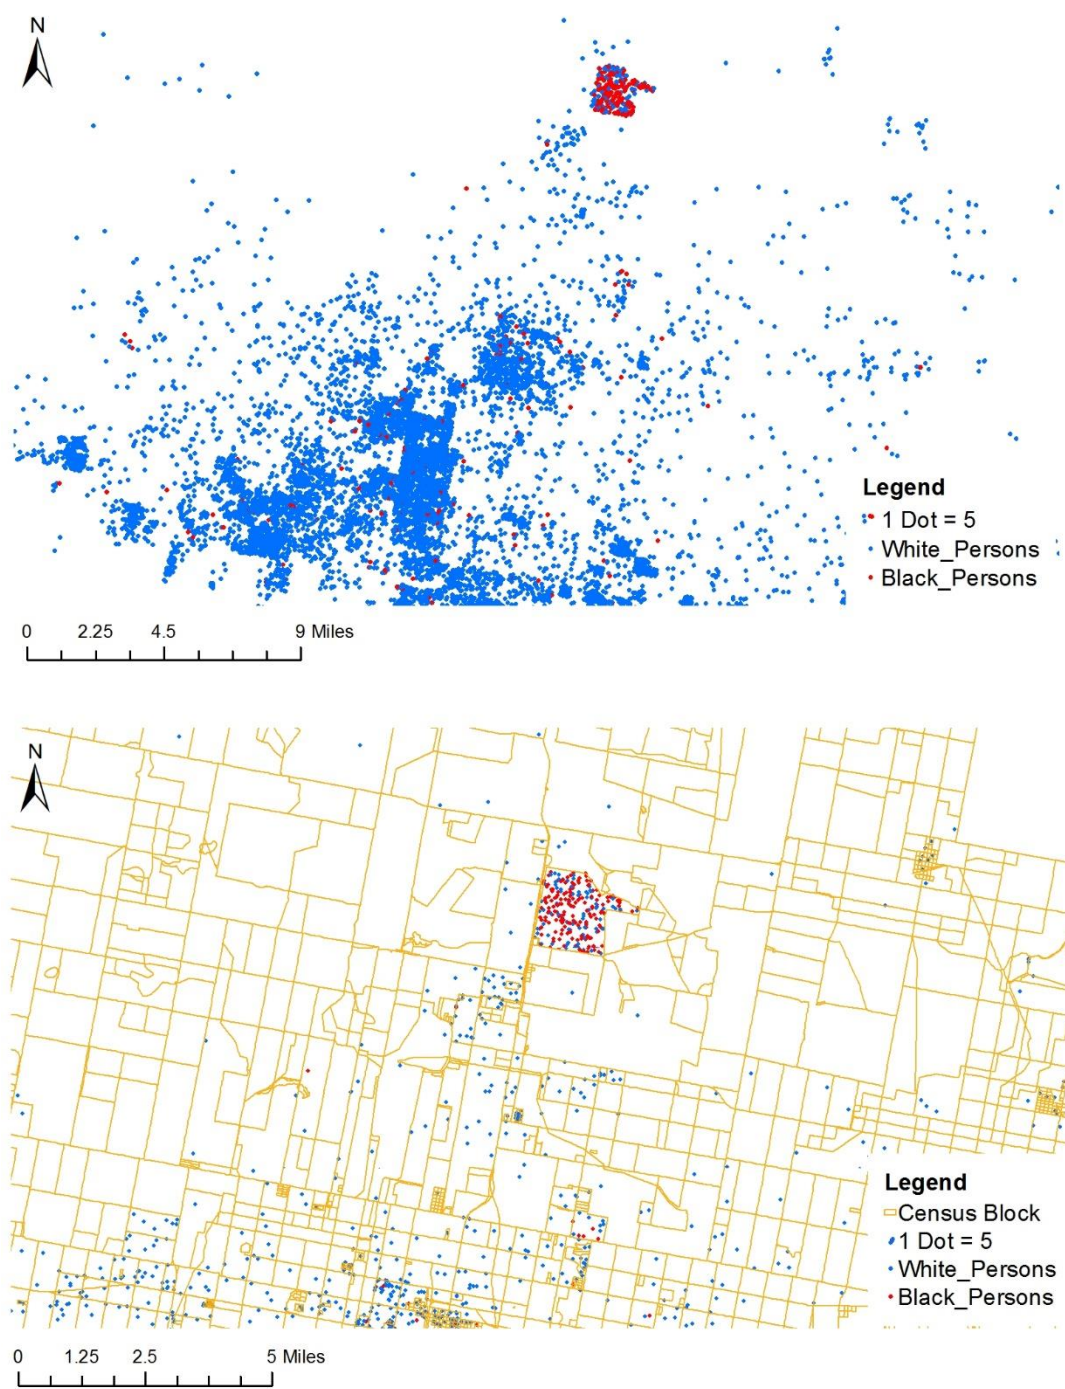 N
Legend
1 Dot = 5
White_Persons
Black_Persons
0 2.25 4.5 9 Miles
N
Legend
Census Block
1 Dot = 5
White_Persons
Black_Persons
0 1.25 2.5 5 Miles